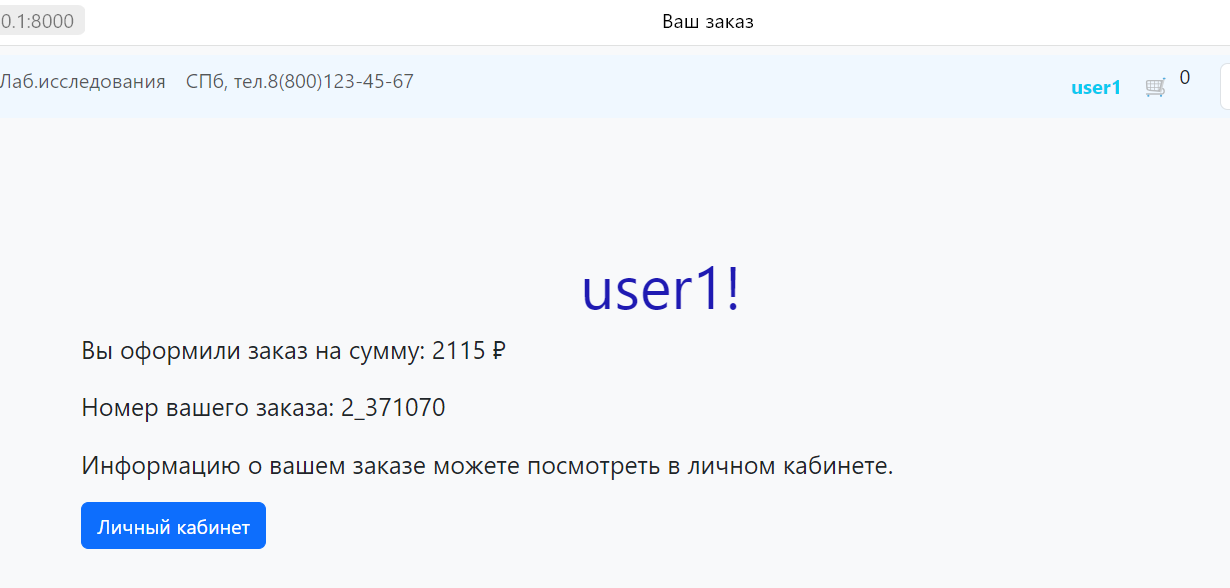 0.1:8000
Ваш заказ
Лаб.исследования СПб, тел.8(800)123-45-67
user1 0
user1!
Вы оформили заказ на сумму: 2115 ₽
Номер вашего заказа: 2_371070
Информацию о вашем заказе можете посмотреть в личном кабинете.
Личный кабинет